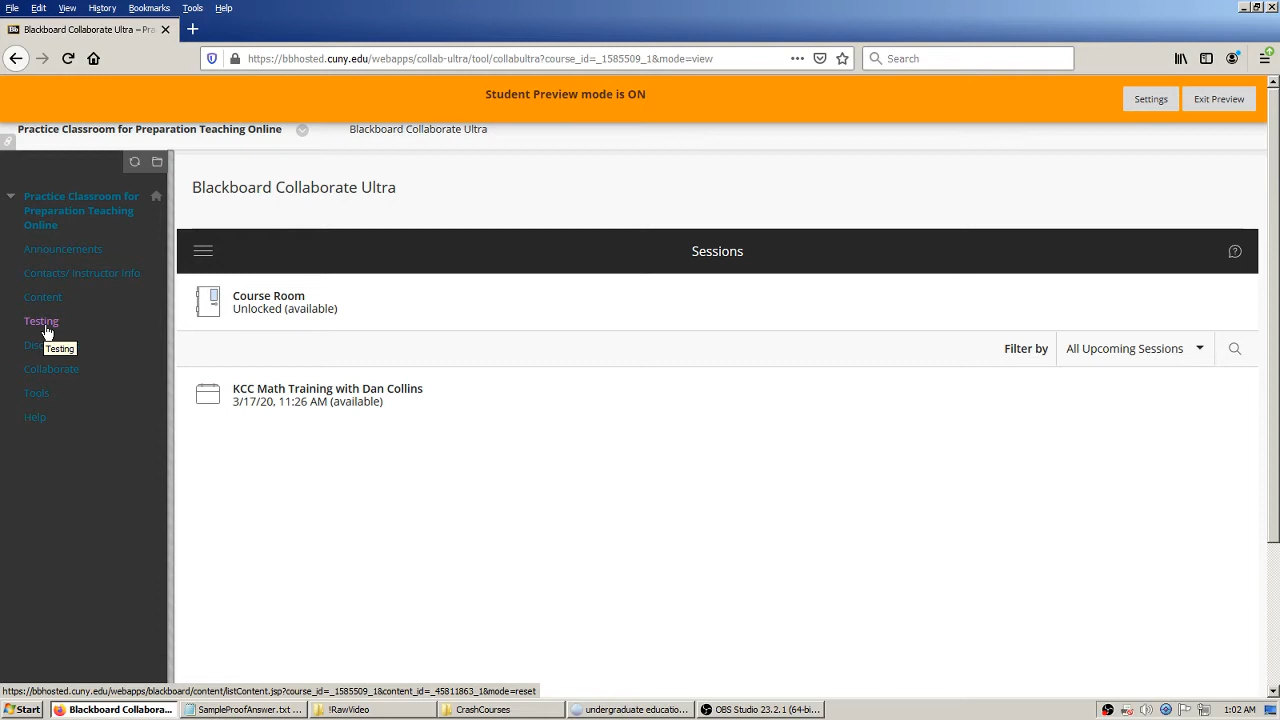 File Edit View History Bookmarks Tools Help
Blackboard Collaborate Ultra – Pra
https://bbhosted.cuny.edu/webapps/collab-ultra/tool/collabultra?course_id=_1585509_1&mode=view
Search
Student Preview mode is ON
Settings
Exit Preview
Practice Classroom for Preparation Teaching Online
Blackboard Collaborate Ultra
Practice Classroom for
Preparation Teaching
Online
Announcements
Contacts/ Instructor Info
Content
Testing
Testing
Collaborate
Tools
Help
Blackboard Collaborate Ultra
Sessions
Course Room
Unlocked (available)
Filter by
All Upcoming Sessions
KCC Math Training with Dan Collins
3/17/20, 11:26 AM (available)
https://bbhosted.cuny.edu/webapps/blackboard/content/listContent.jsp?course_id=_1585509_1&content_id=_45811863_1&mode=reset
Start
Blackboard Collabora...
SampleProofAnswer.txt ...
!RawVideo
CrashCourses
undergraduate educatio...
OBS Studio 23.2.1 (64-bi...
1:02 AM